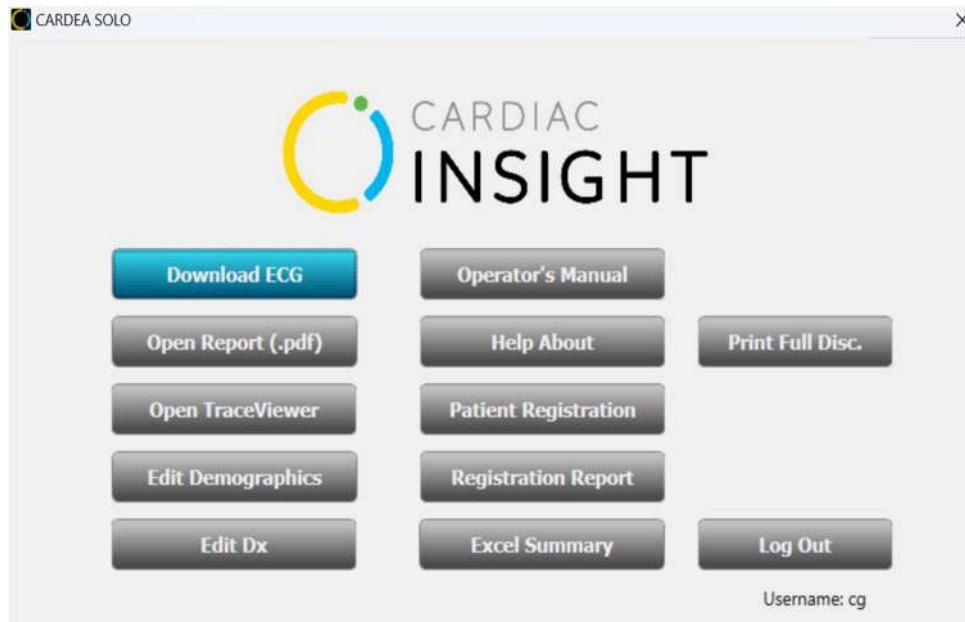 CARDEA SOLO
CARDIAC
INSIGHT
Download ECG
Operator's Manual
Open Report (.pdf)
Help About
Print Full Disc.
Open TraceViewer
Patient Registration
Edit Demographics
Registration Report
Edit Dx
Excel Summary
Log Out
Username: cg